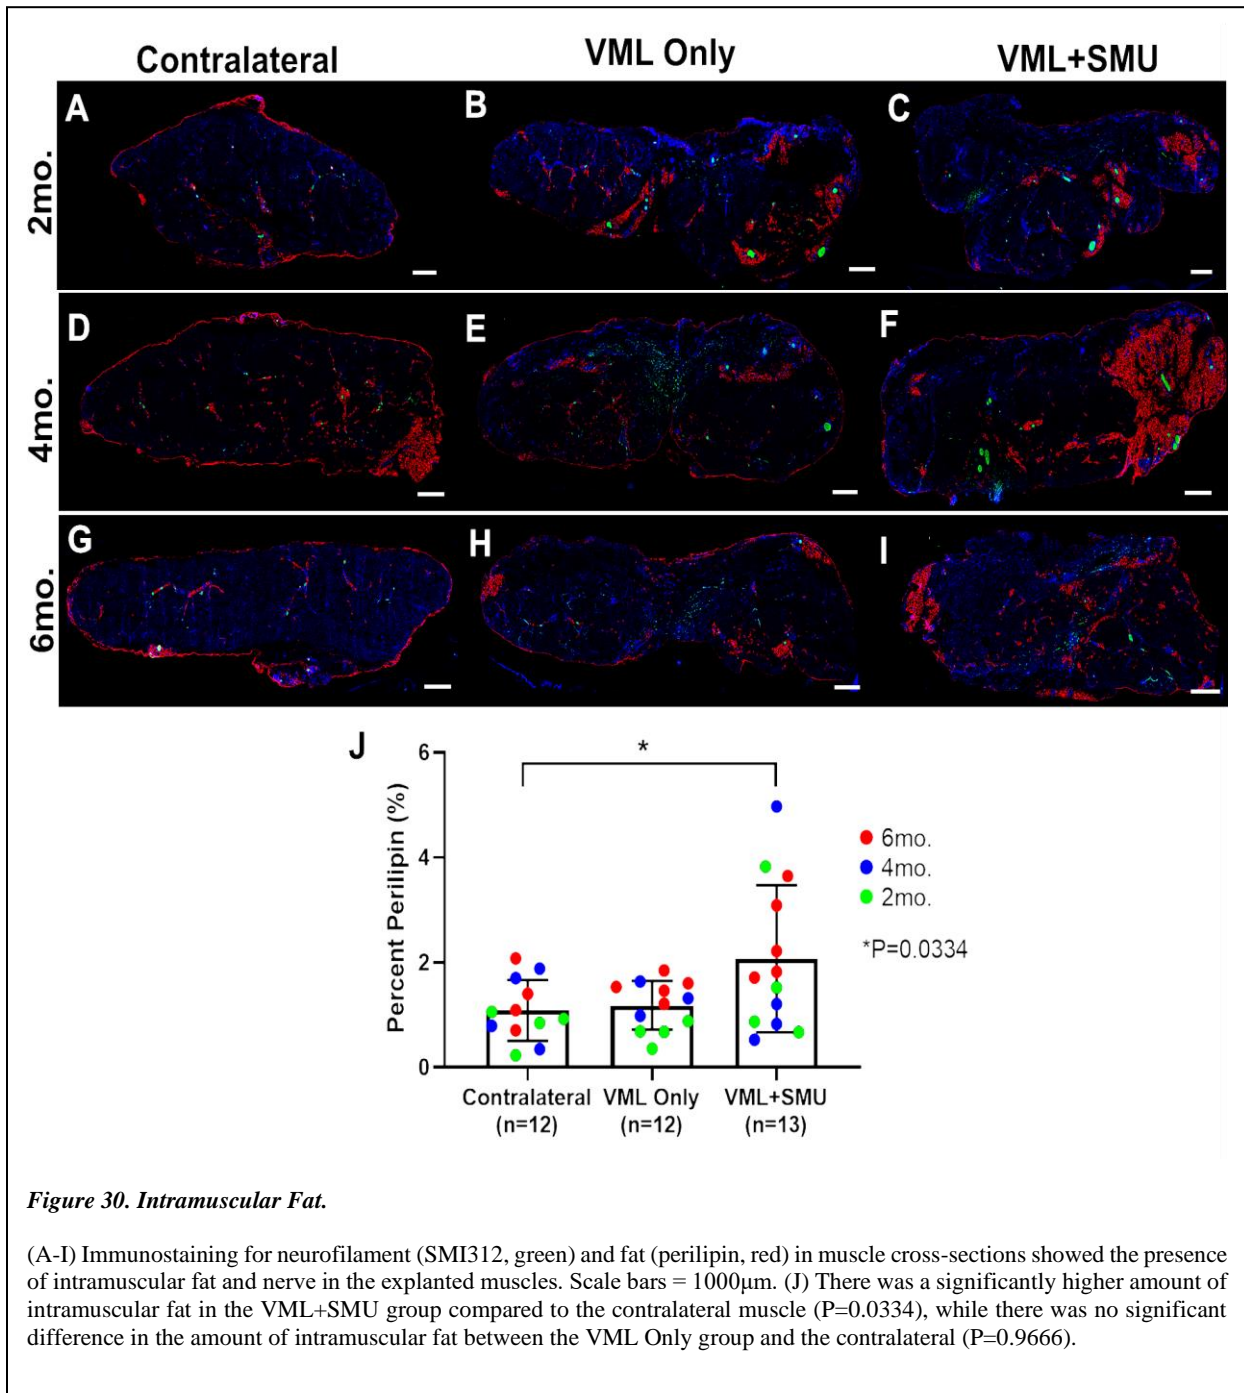 Contralateral VML Only VML+SMU
2mo.
A B C
4mo.
D E F
6mo.
G H I
J
Percent Perilipin (%)
6
4
2
0
*
6mo.
4mo.
2mo.
*P=0.0334
Contralateral VML Only VML+SMU
(n=12) (n=12) (n=13)
Figure 30. Intramuscular Fat.
(A-I) Immunostaining for neurofilament (SMI312, green) and fat (perilipin, red) in muscle cross-sections showed the presence
of intramuscular fat and nerve in the explanted muscles. Scale bars = 1000μm. (J) There was a significantly higher amount of
intramuscular fat in the VML+SMU group compared to the contralateral muscle (P=0.0334), while there was no significant
difference in the amount of intramuscular fat between the VML Only group and the contralateral (P=0.9666).